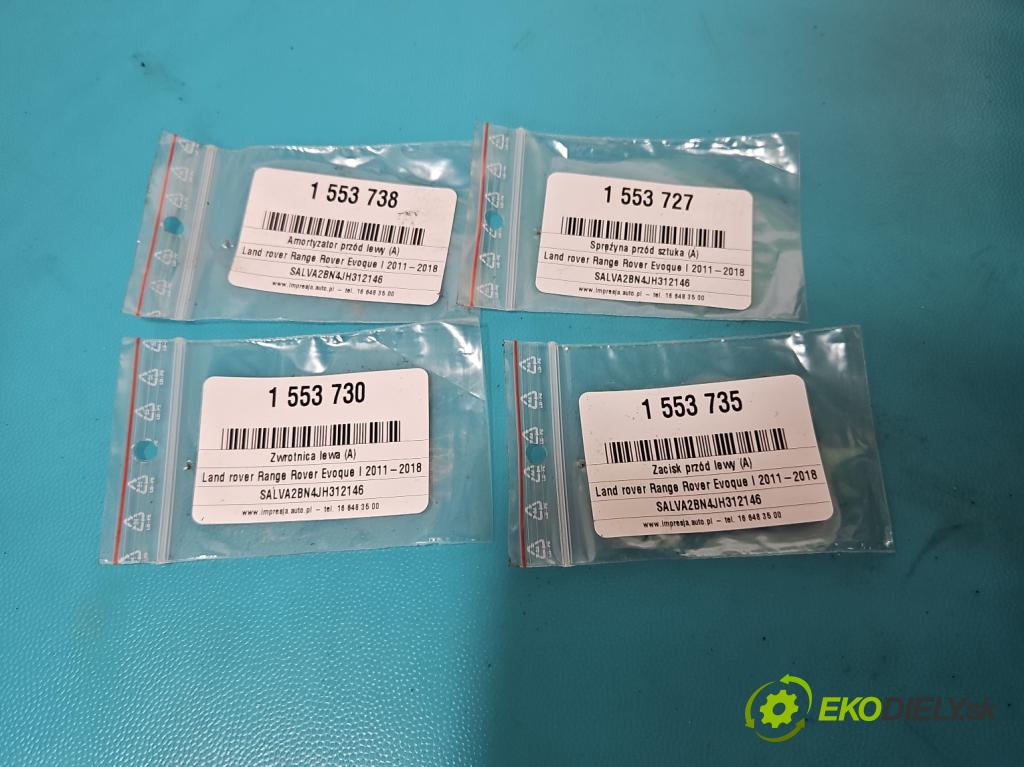 1 553 738
Amortyzator przód lewy (A)
Land rover Range Rover Evoque I 2011-2018
SALVA2BN4JH312146
www.impresja.auto.pl - tel. 16 648 35 00
1 553 727
Sprężyna przód sztuka (A)
Land rover Range Rover Evoque I 2011-2018
SALVA2BN4JH312146
www.impresja.auto.pl - tel. 16 648 35 00
1 553 730
Zwrotnica lewa (A)
Land rover Range Rover Evoque I 2011-2018
SALVA2BN4JH312146
www.impresja.auto.pl - tel. 16 648 35 00
1 553 735
Zacisk przód lewy (A)
Land rover Range Rover Evoque I 2011-2018
SALVA2BN4JH312146
www.impresja.auto.pl - tel. 16 648 35 00
EKODIELY.sk